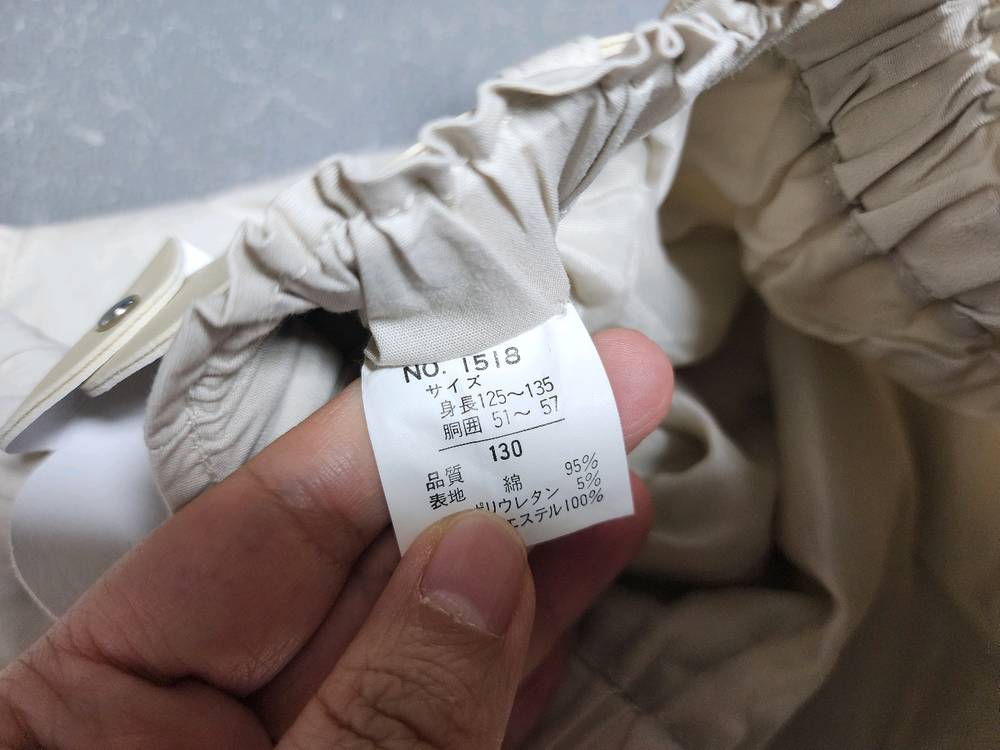 NO. 1518
サイズ
身長125〜135
胴囲 51〜 57
130
品質
表地 綿 95%
リウレタン 5%
エステル100%